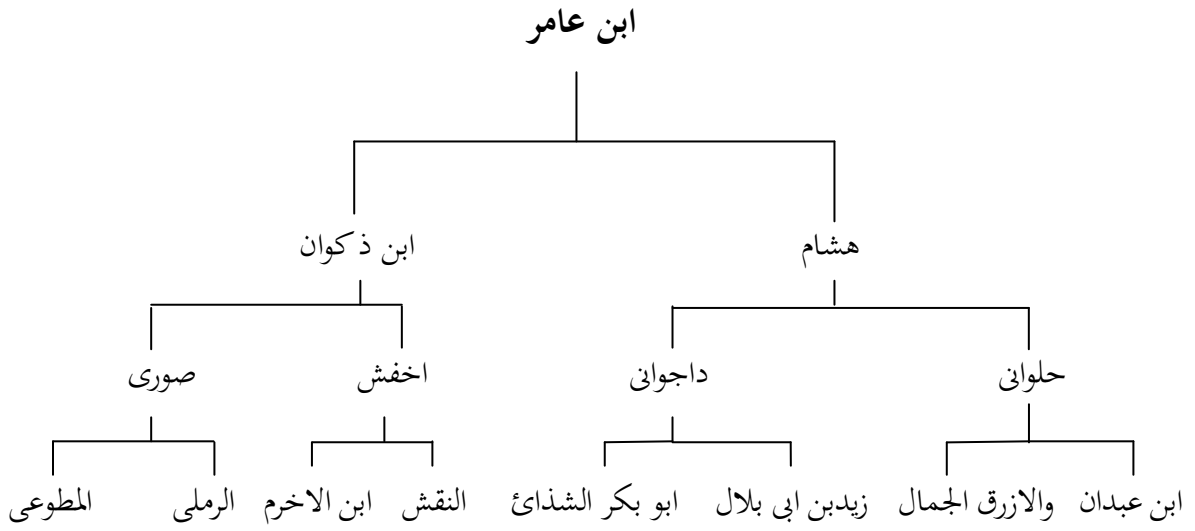 ابن عامر
هشام ابن ذكوان
حلوانى داجوانى اخفش صورى
ابن عبدان والازرق الجمال زيدبن ابى بلال ابو بكر الشذائ النقش ابن الاخرم الرملى المطوعى